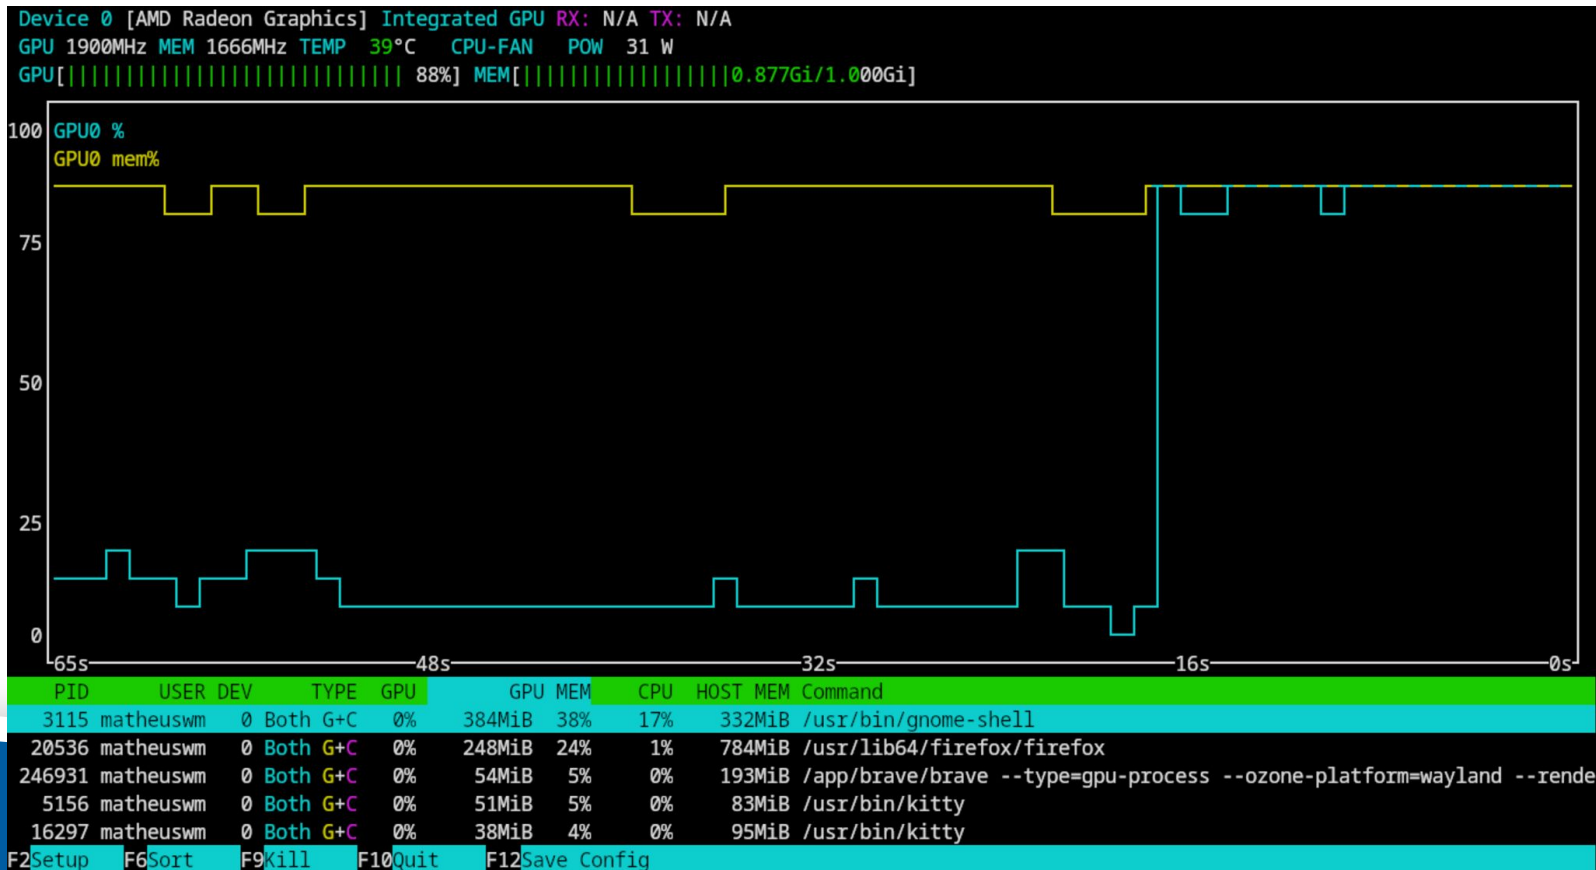 Device 0 [AMD Radeon Graphics] Integrated GPU RX: N/A TX: N/A
GPU 1900MHz MEM 1666MHz TEMP 39°C CPU-FAN POW 31 W
GPU[|||||||||||||||||||||||||||||| 88%] MEM[||||||||||||||||||0.877Gi/1.000Gi]
100 GPU0 %
GPU0 mem%
75
50
25
0
65s 48s 32s 16s 0s
PID USER DEV TYPE GPU GPU MEM CPU HOST MEM Command
3115 matheuswm 0 Both G+C 0% 384MiB 38% 17% 332MiB /usr/bin/gnome-shell
20536 matheuswm 0 Both G+C 0% 248MiB 24% 1% 784MiB /usr/lib64/firefox/firefox
246931 matheuswm 0 Both G+C 0% 54MiB 5% 0% 193MiB /app/brave/brave --type=gpu-process --ozone-platform=wayland --rende
5156 matheuswm 0 Both G+C 0% 51MiB 5% 0% 83MiB /usr/bin/kitty
16297 matheuswm 0 Both G+C 0% 38MiB 4% 0% 95MiB /usr/bin/kitty
F2Setup F6Sort F9Kill F10Quit F12Save Config